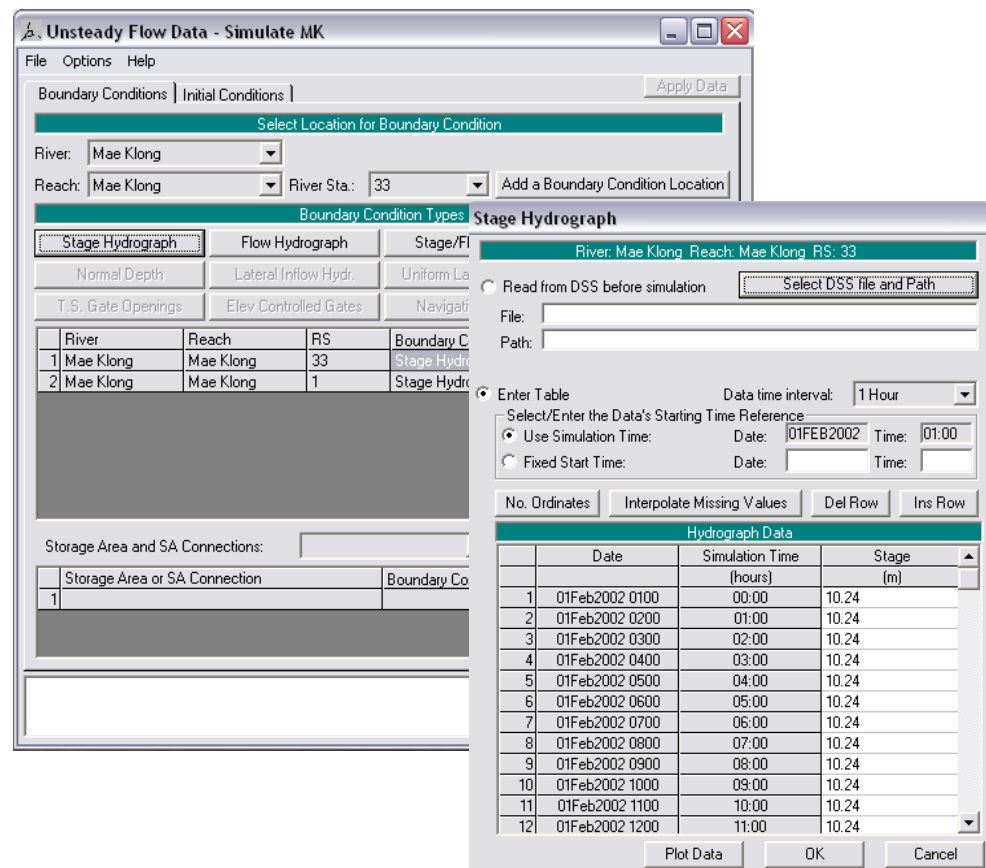 Unsteady Flow Data - Simulate MK
File Options Help
Boundary Conditions Initial Conditions Apply Data
Select Location for Boundary Condition
River: Mae Klong
Reach: Mae Klong River Sta.: 33 Add a Boundary Condition Location
Boundary Condition Types
Stage Hydrograph Flow Hydrograph Stage/Fl
Normal Depth Lateral Inflow Hydr. Uniform La
T.S. Gate Openings Elev Controlled Gates Navigati
River Reach RS Boundary C
1 Mae Klong Mae Klong 33 Stage Hydro
2 Mae Klong Mae Klong 1 Stage Hydro
Storage Area and SA Connections:
Storage Area or SA Connection Boundary Co
1
Stage Hydrograph
River: Mae Klong Reach: Mae Klong RS: 33
Read from DSS before simulation Select DSS file and Path
File:
Path:
Enter Table Data time interval: 1 Hour
Select/Enter the Data's Starting Time Reference
Use Simulation Time: Date: 01FEB2002 Time: 01:00
Fixed Start Time: Date: Time:
No. Ordinates Interpolate Missing Values Del Row Ins Row
Hydrograph Data
Date Simulation Time Stage
(hours) (m)
1 01Feb2002 0100 00:00 10.24
2 01Feb2002 0200 01:00 10.24
3 01Feb2002 0300 02:00 10.24
4 01Feb2002 0400 03:00 10.24
5 01Feb2002 0500 04:00 10.24
6 01Feb2002 0600 05:00 10.24
7 01Feb2002 0700 06:00 10.24
8 01Feb2002 0800 07:00 10.24
9 01Feb2002 0900 08:00 10.24
10 01Feb2002 1000 09:00 10.24
11 01Feb2002 1100 10:00 10.24
12 01Feb2002 1200 11:00 10.24
Plot Data OK Cancel